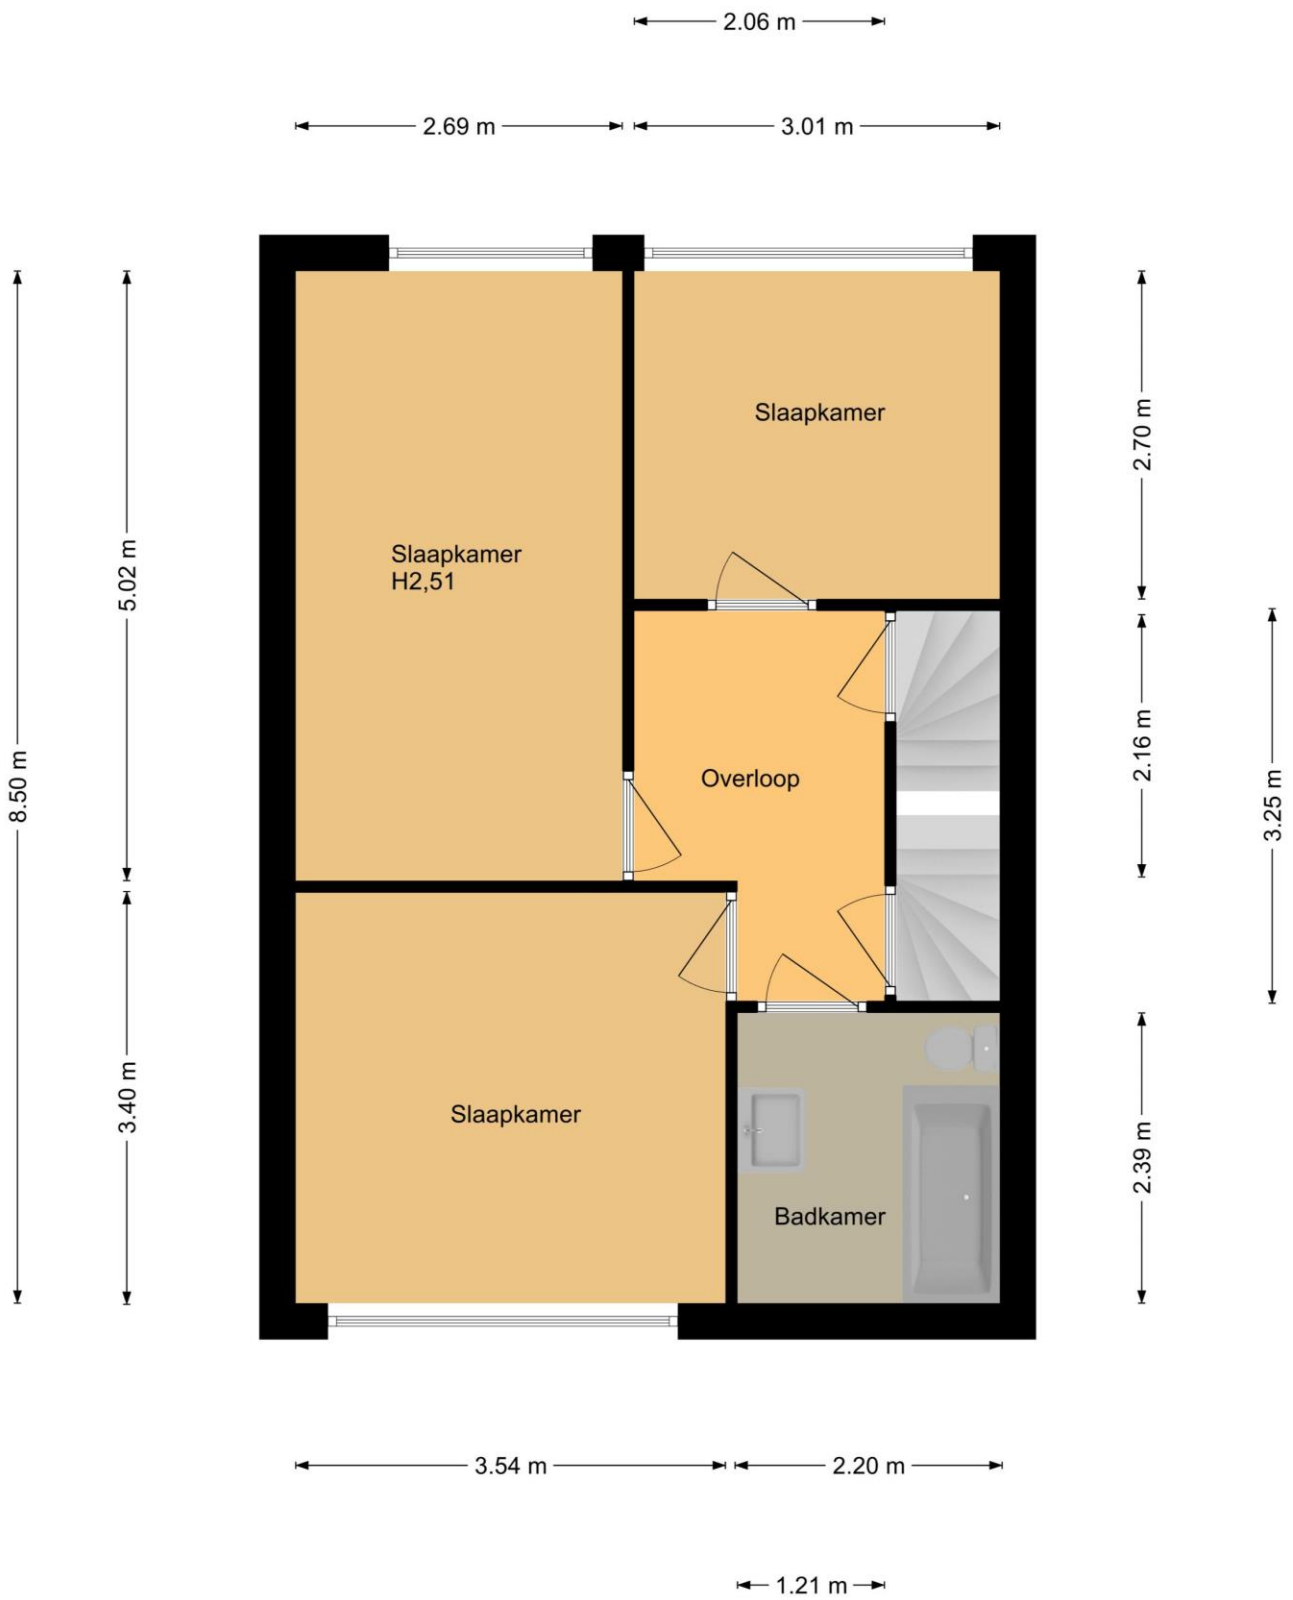 2.06 m
2.69 m
3.01 m
Slaapkamer
2.70 m
Slaapkamer
H2,51
5.02 m
8.50 m
Overloop
2.16 m
3.25 m
Slaapkamer
3.40 m
Badkamer
2.39 m
3.54 m
2.20 m
1.21 m